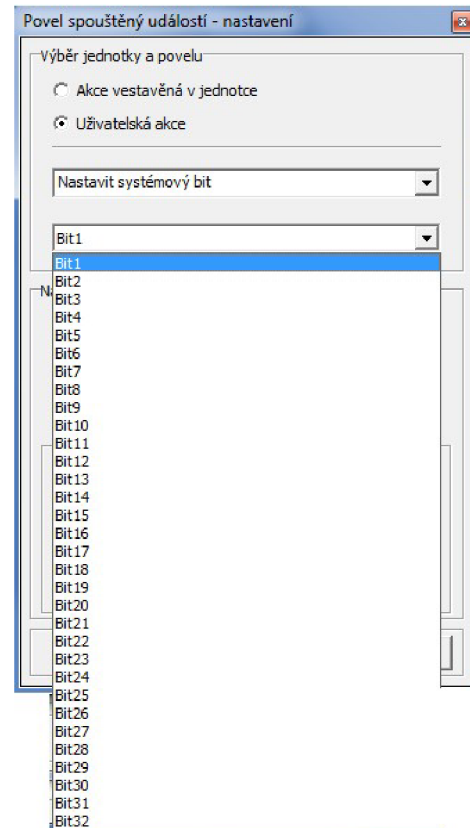 Povel spouštěný událostí - nastavení
Výběr jednotky a povelu
Akce vestavěná v jednotce
Uživatelská akce
Nastavit systémový bit
Bit1
Bit1
Bit2
Bit3
Bit4
Bit5
Bit6
Bit7
Bit8
Bit9
Bit10
Bit11
Bit12
Bit13
Bit14
Bit15
Bit16
Bit17
Bit18
Bit19
Bit20
Bit21
Bit22
Bit23
Bit24
Bit25
Bit26
Bit27
Bit28
Bit29
Bit30
Bit31
Bit32